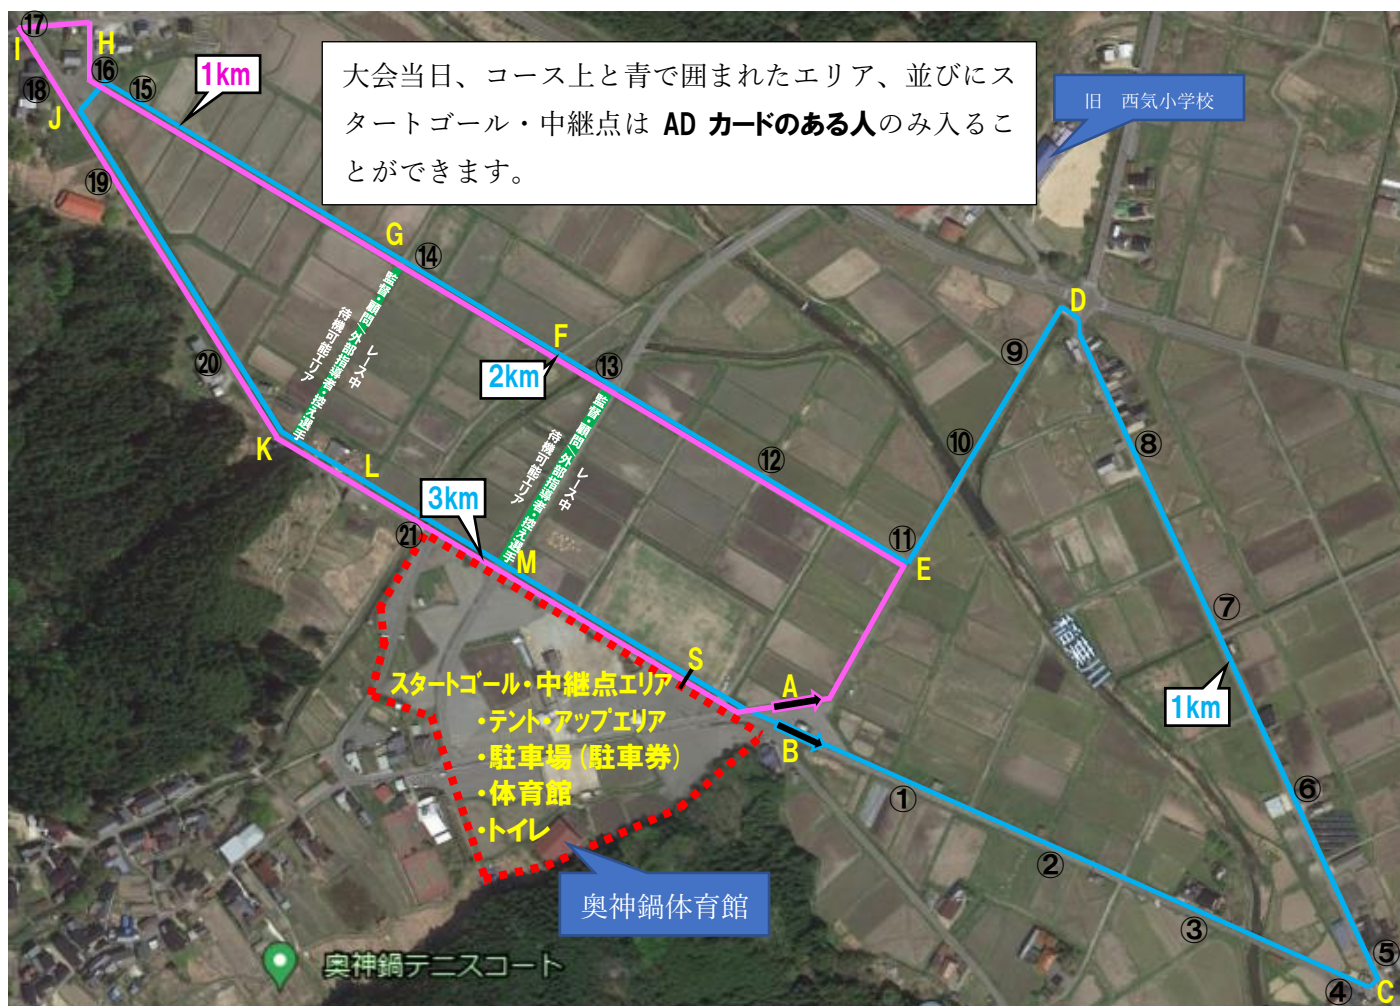 ⑰
I
H
⑯
⑮
1km
⑱
J
大会当日、コース上と青で囲まれたエリア、並びにス
タートゴール・中継点は AD カードのある人のみ入るこ
とができます。
旧 西気小学校
⑲
G
⑭
D
監督・顧問/外部指導者・控え選手
レース中
待機可能エリア
F
2km
⑬
⑨
⑳
K
L
監督・顧問/外部指導者・控え選手
レース中
待機可能エリア
⑫
⑩
⑧
3km
㉑
M
⑪
E
⑦
稲葉川
S
A
B
1km
スタートゴール・中継点エリア
・テント・アップエリア
・駐車場(駐車券)
・体育館
・トイレ
①
②
③
④
⑤
⑥
C
奥神鍋体育館
奥神鍋テニスコート